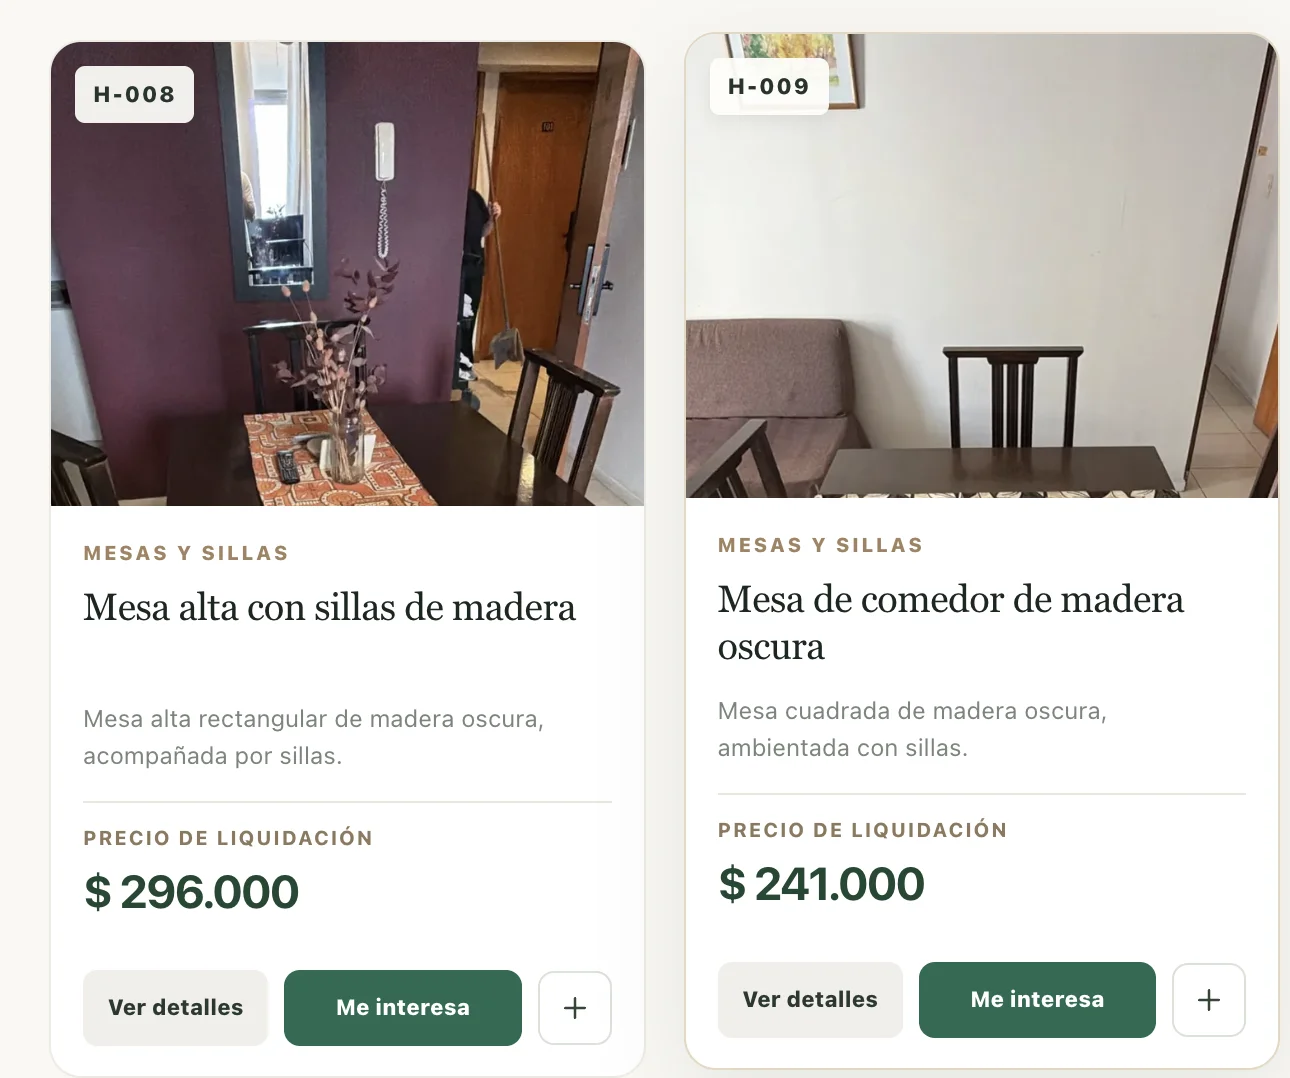 H-008
MESAS Y SILLAS
Mesa alta con sillas de madera
Mesa alta rectangular de madera oscura,
acompañada por sillas.
PRECIO DE LIQUIDACIÓN
$ 296.000
Ver detalles
Me interesa
+
H-009
MESAS Y SILLAS
Mesa de comedor de madera
oscura
Mesa cuadrada de madera oscura,
ambientada con sillas.
PRECIO DE LIQUIDACIÓN
$ 241.000
Ver detalles
Me interesa
+